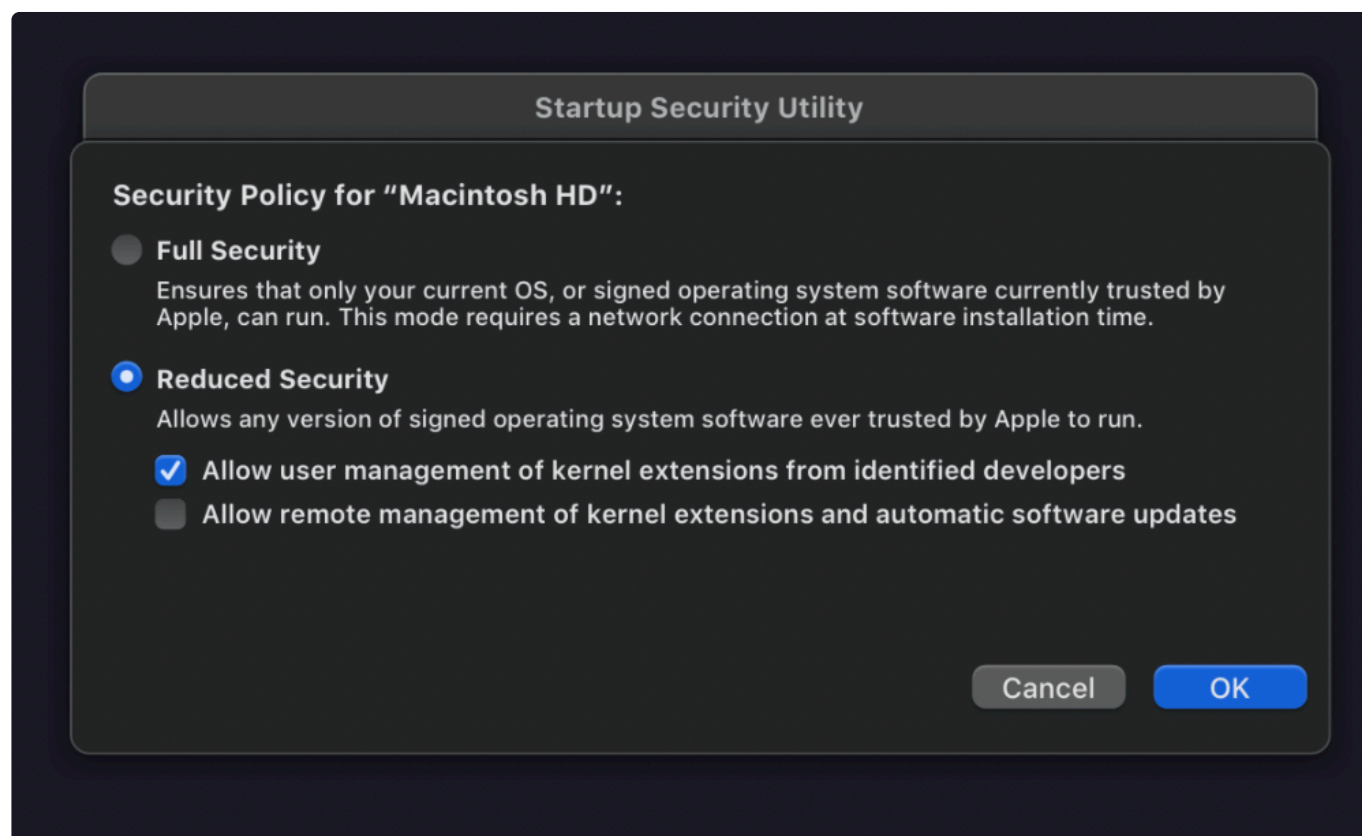 Startup Security Utility
Security Policy for “Macintosh HD”:
Full Security
Ensures that only your current OS, or signed operating system software currently trusted by
Apple, can run. This mode requires a network connection at software installation time.
Reduced Security
Allows any version of signed operating system software ever trusted by Apple to run.
Allow user management of kernel extensions from identified developers
Allow remote management of kernel extensions and automatic software updates
Cancel OK